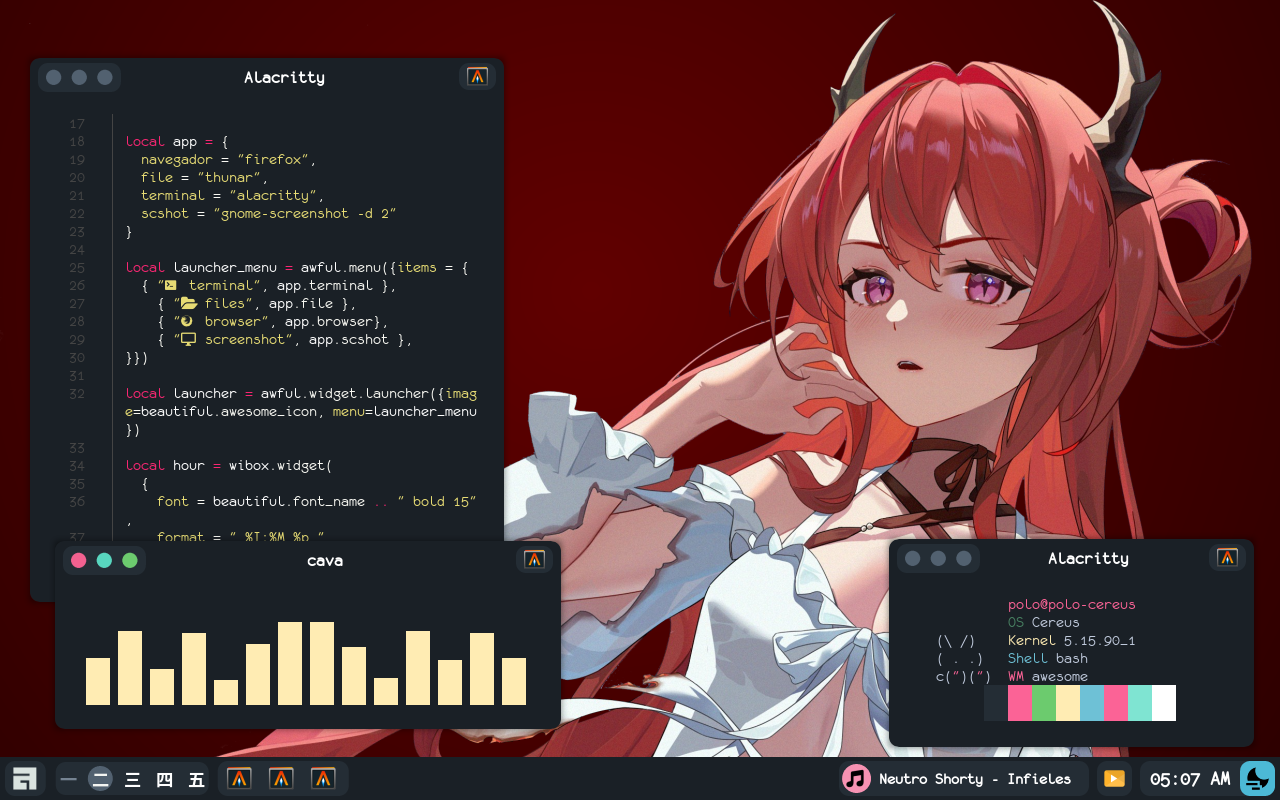 Alacritty
17
18 local app = {
19 navegador = "firefox",
20 file = "thunar",
21 terminal = "alacritty",
22 scshot = "gnome-screenshot -d 2"
23 }
24
25 local launcher_menu = awful.menu({items = {
26 { " terminal", app.terminal },
27 { " files", app.file },
28 { " browser", app.browser},
29 { " screenshot", app.scshot },
30 }})
31
32 local launcher = awful.widget.launcher({imag
e=beautiful.awesome_icon, menu=launcher_menu
})
33
34 local hour = wibox.widget(
35 {
36 font = beautiful.font_name .. " bold 15"
,
37 format = " %I:%M %p "
cava
Alacritty
polo@polo-cereus
OS Cereus
(\ /) Kernel 5.15.90_1
( . .) Shell bash
c(")(") WM awesome
一 二 三 四 五
Neutro Shorty - Infieles
05:07 AM